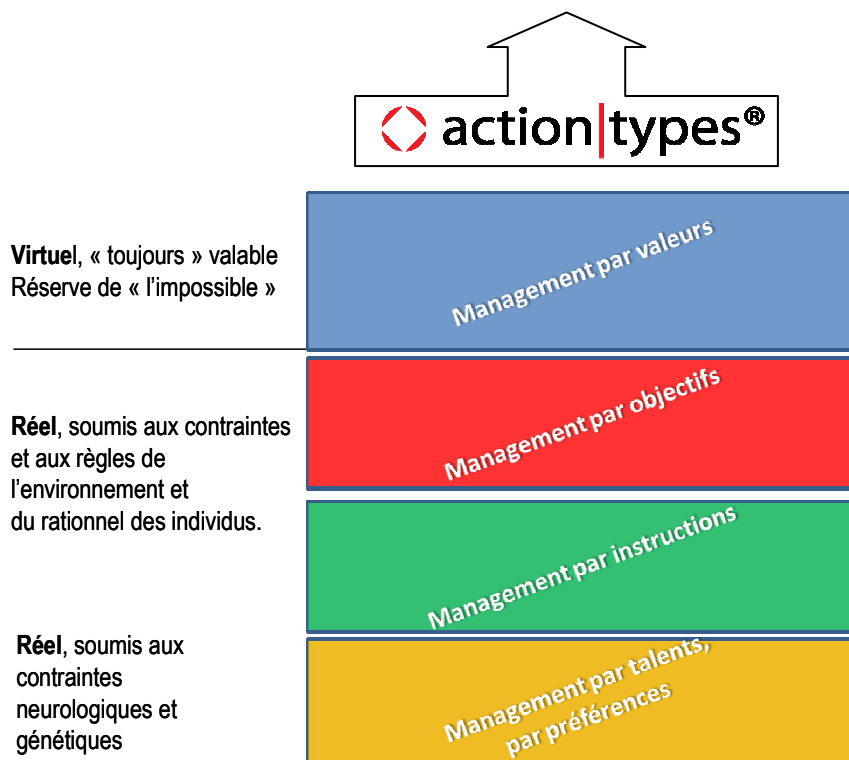 action|types®
Virtuel, « toujours » valable
Réserve de « l’impossible »
Management par valeurs
Réel, soumis aux contraintes
et aux règles de
l’environnement et
du rationnel des individus.
Management par objectifs
Management par instructions
Réel, soumis aux
contraintes
neurologiques et
génétiques
Management par talents,
par préférences